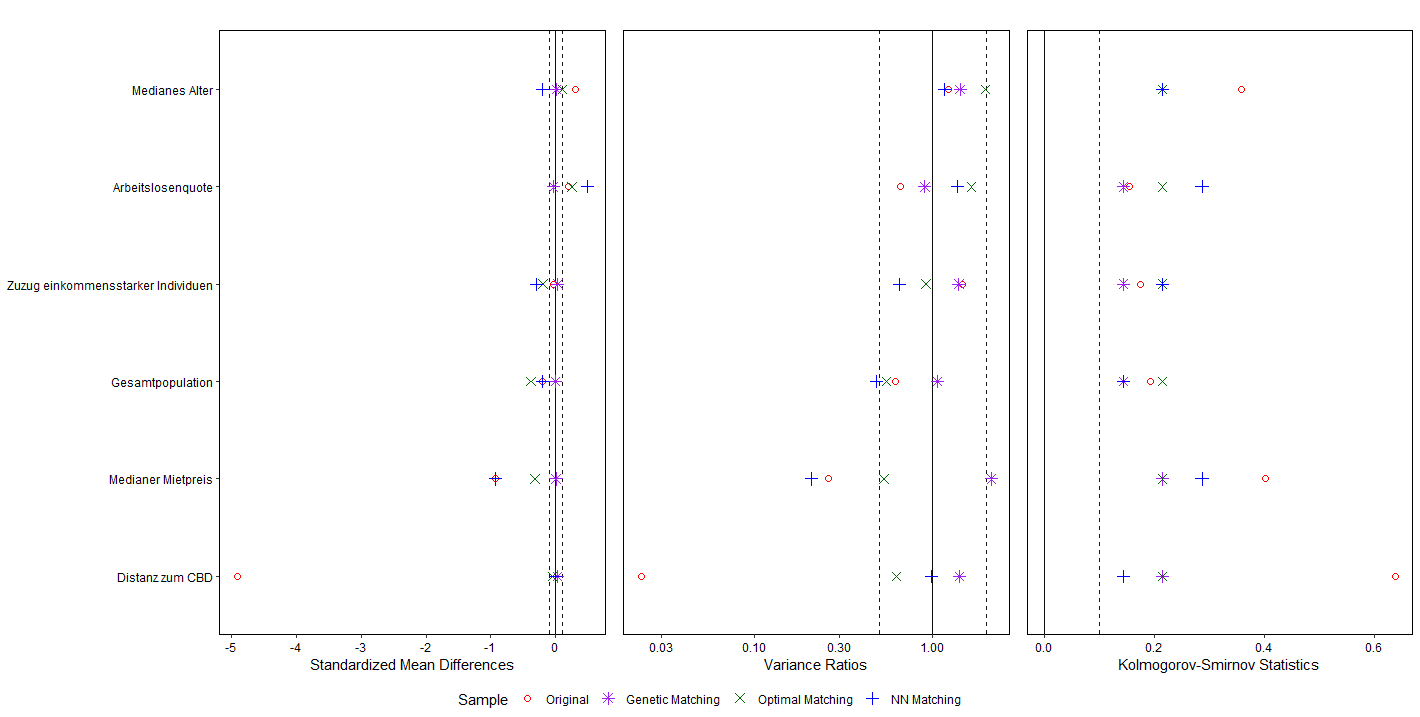 Medianes Alter
Arbeitslosenquote
Zuzug einkommensstarker Individuen
Gesamtpopulation
Medianer Mietpreis
Distanz zum CBD
-5 -4 -3 -2 -1 0
Standardized Mean Differences
0.03 0.10 0.30 1.00
Variance Ratios
0.0 0.2 0.4 0.6
Kolmogorov-Smirnov Statistics
Sample Original Genetic Matching Optimal Matching NN Matching